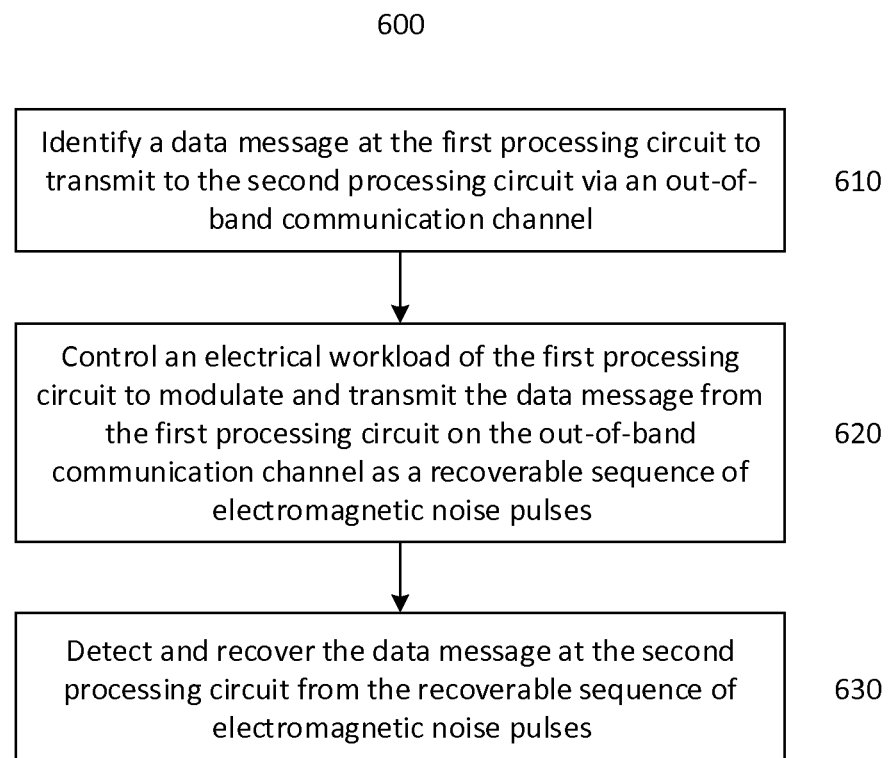 600
Identify a data message at the first processing circuit to
transmit to the second processing circuit via an out-of-
band communication channel
610
Control an electrical workload of the first processing
circuit to modulate and transmit the data message from
the first processing circuit on the out-of-band
communication channel as a recoverable sequence of
electromagnetic noise pulses
620
Detect and recover the data message at the second
processing circuit from the recoverable sequence of
electromagnetic noise pulses
630